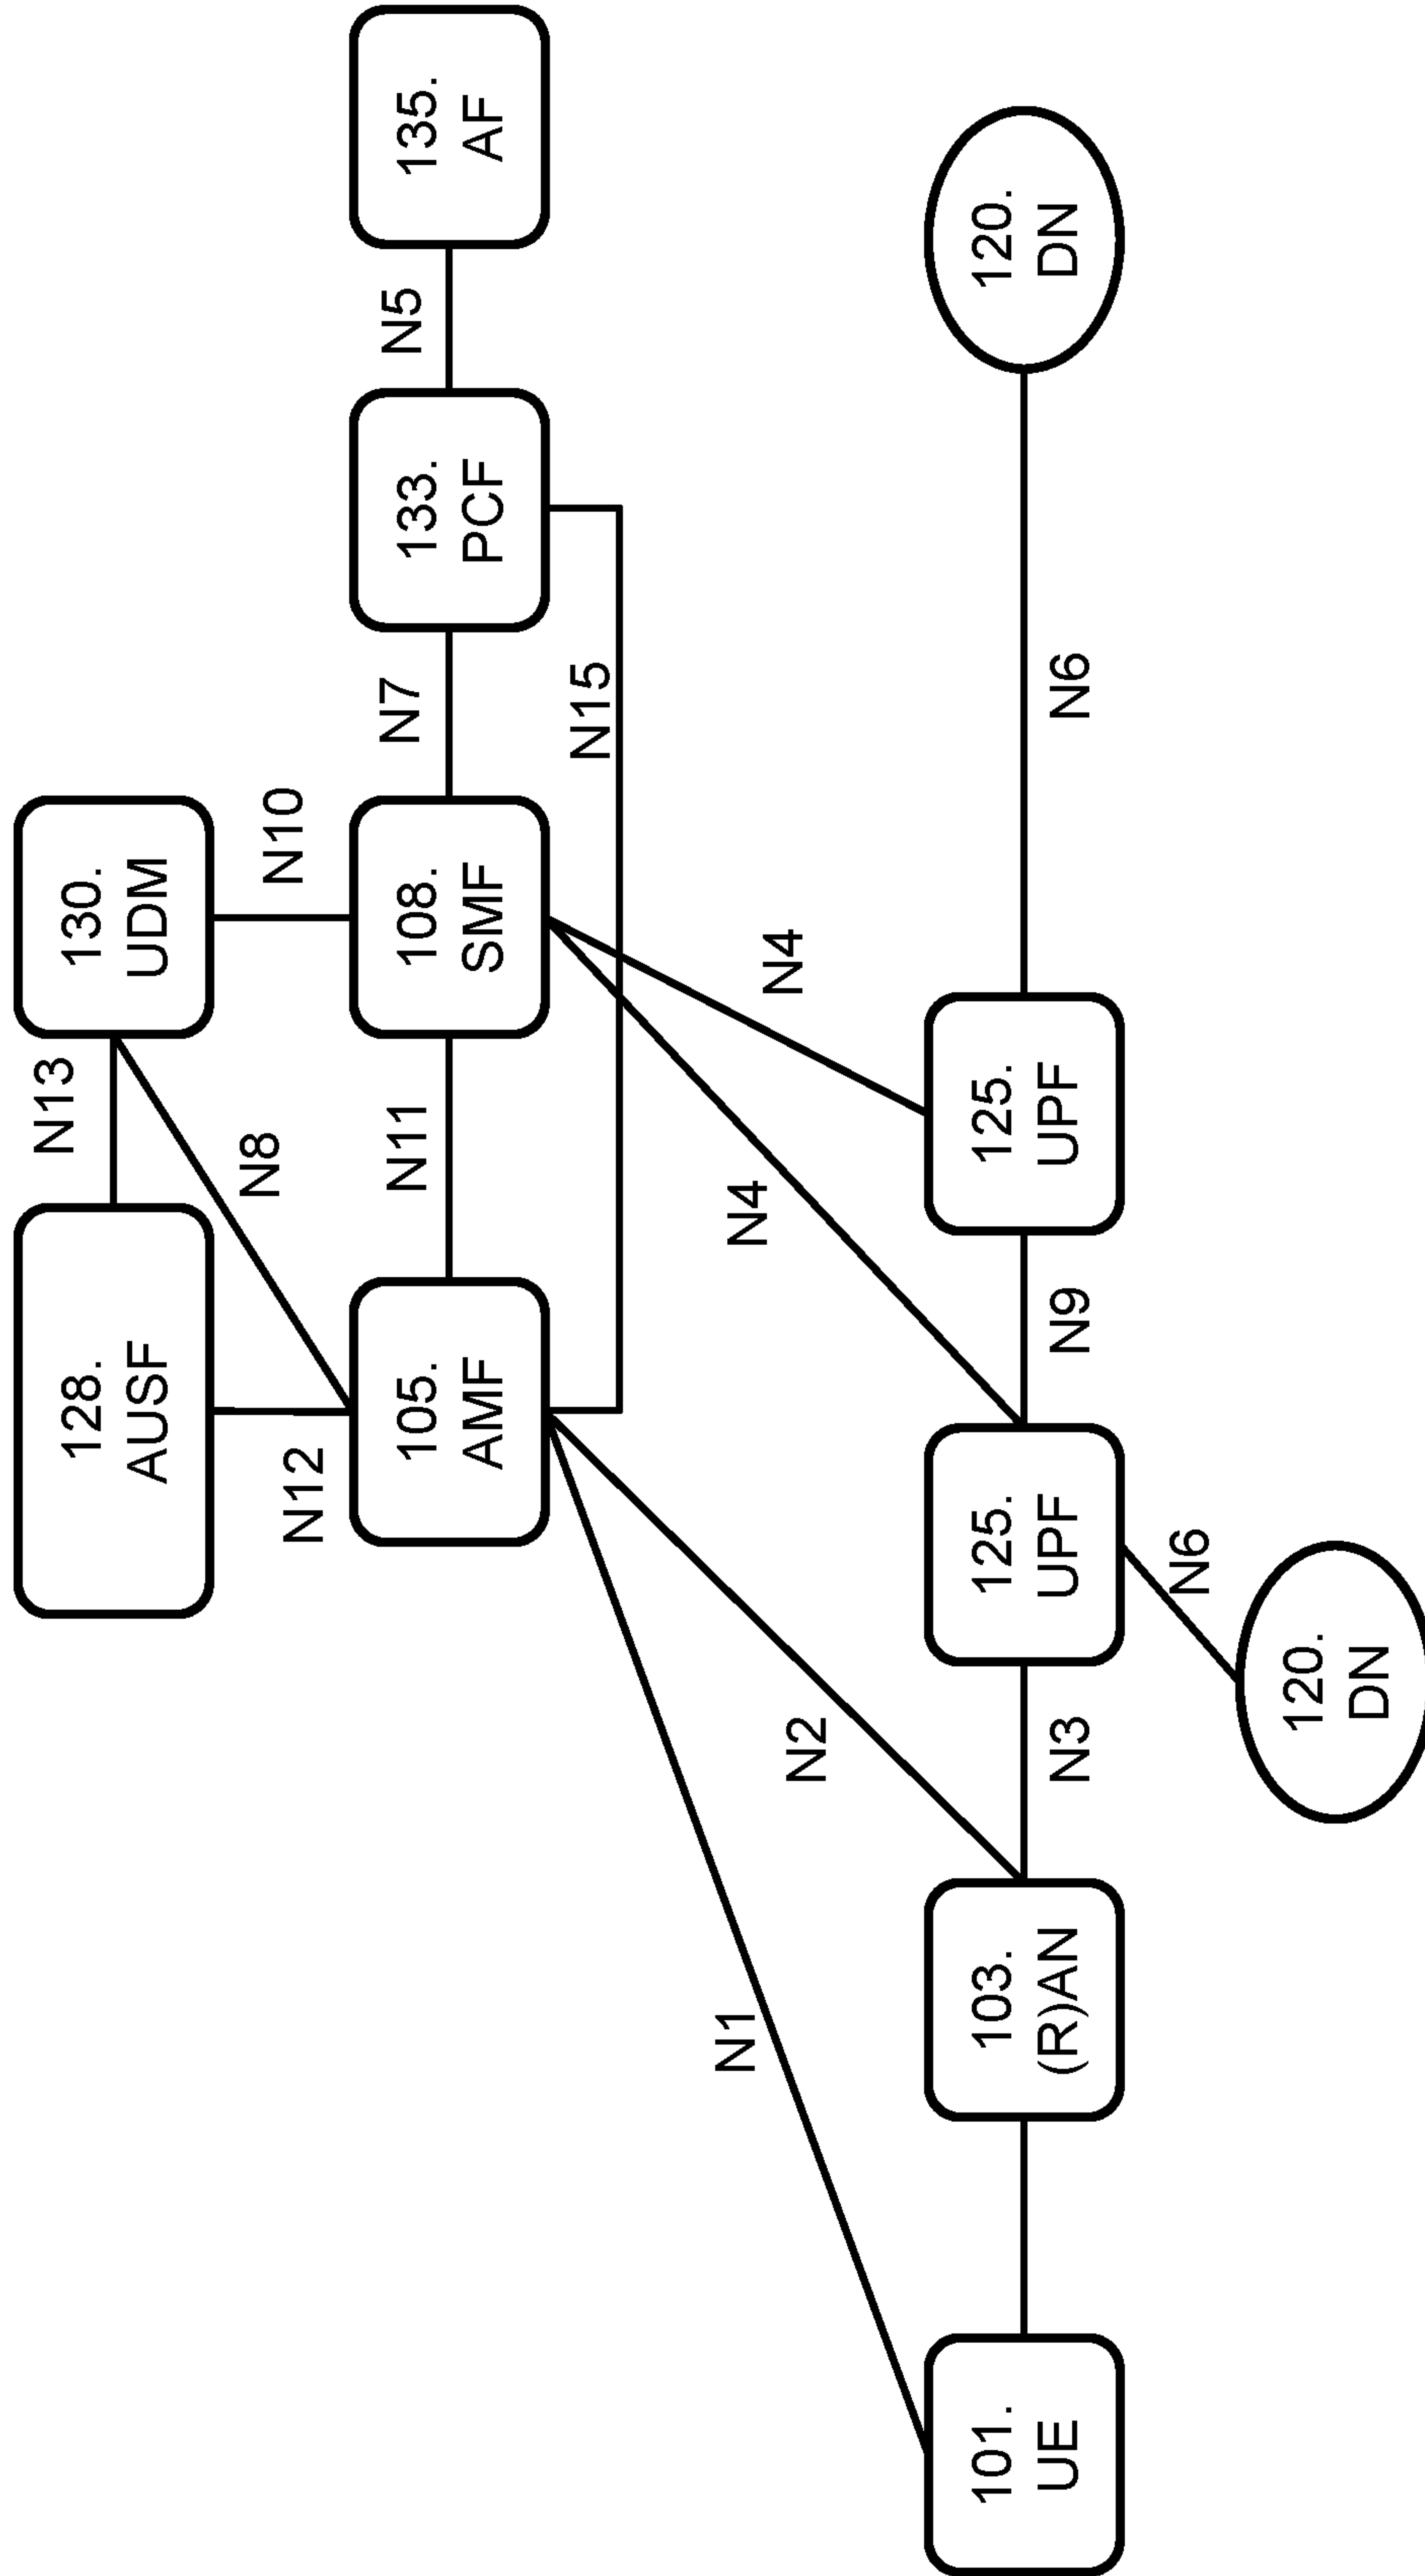 128.
AUSF
N13
130.
UDM
N12
N8
N10
105.
AMF
N11
108.
SMF
N7
133.
PCF
N5
135.
AF
N15
N1
N2
N4
N4
101.
UE
103.
(R)AN
N3
125.
UPF
N9
125.
UPF
N6
120.
DN
N6
120.
DN